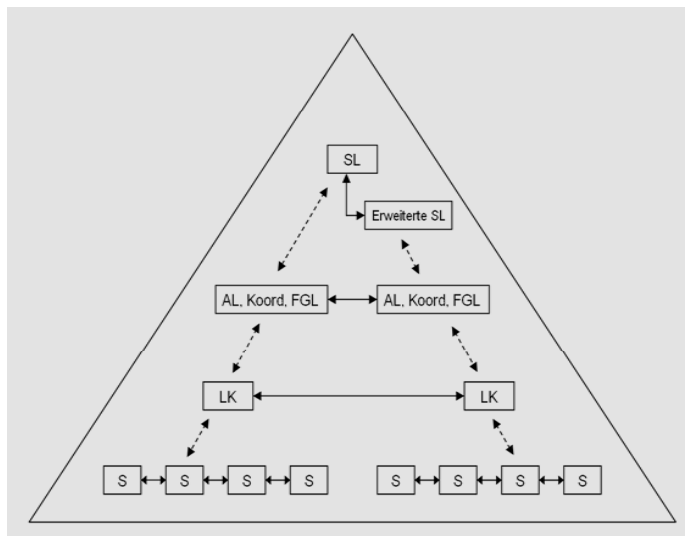 SL
Erweiterte SL
AL, Koord, FGL AL, Koord, FGL
LK LK
S S S S S S S S